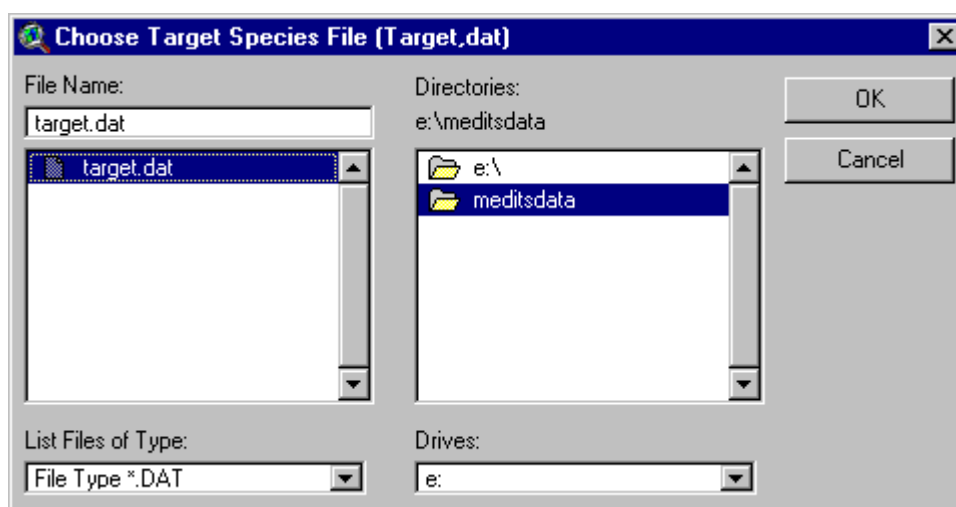 Choose Target Species File (Target,dat)
File Name:
target.dat
target.dat
List Files of Type:
File Type *.DAT
Directories:
e:\meditsdata
e:\
meditsdata
Drives:
e:
OK
Cancel